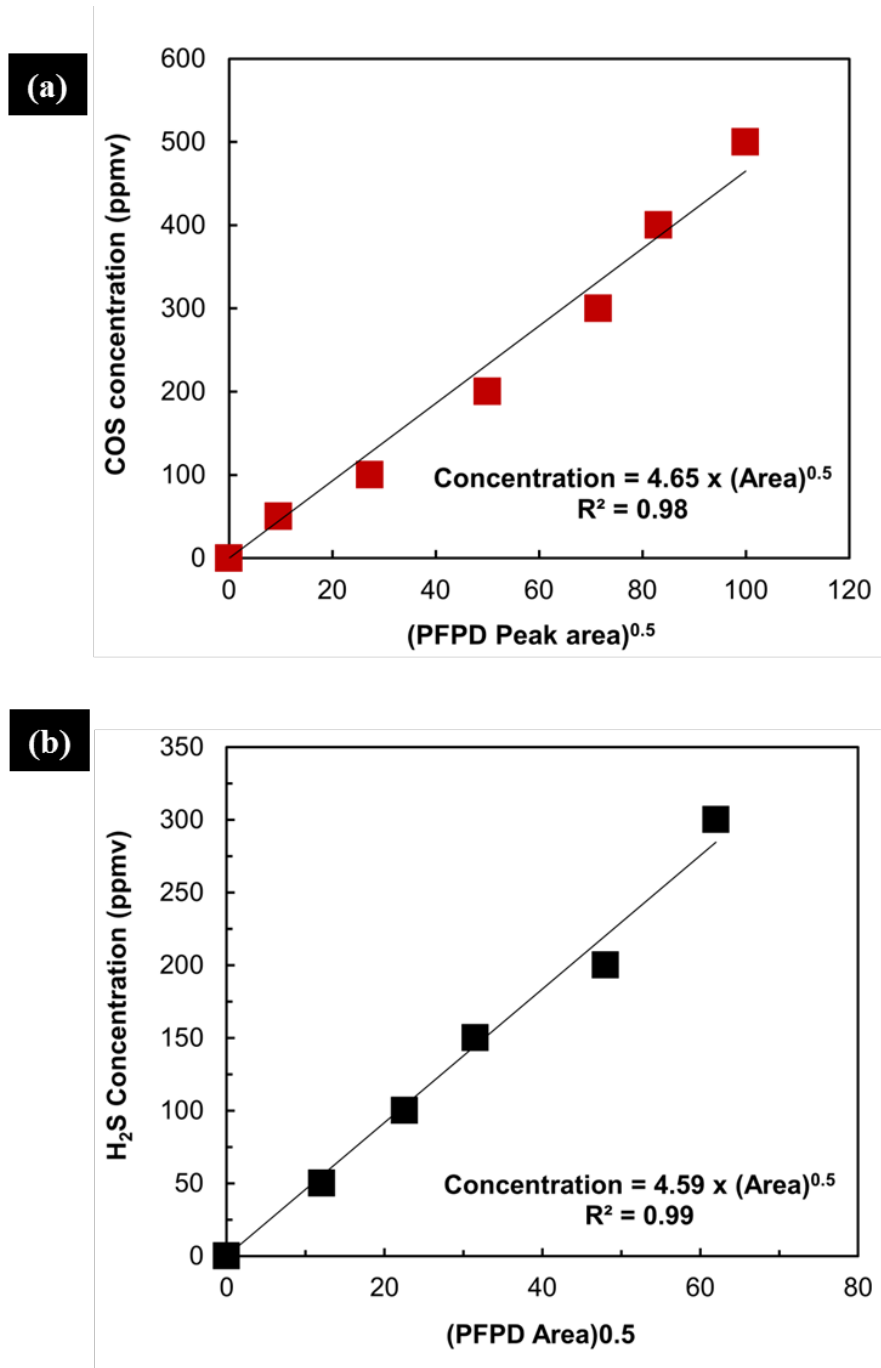 (a)
600
500
400
300
200
100
0
COS concentration (ppmv)
Concentration = 4.65 x (Area)^0.5
R² = 0.98
0 20 40 60 80 100 120
(PFPD Peak area)^0.5
(b)
350
300
250
200
150
100
50
0
H₂S Concentration (ppmv)
Concentration = 4.59 x (Area)^0.5
R² = 0.99
0 20 40 60 80
(PFPD Area)0.5